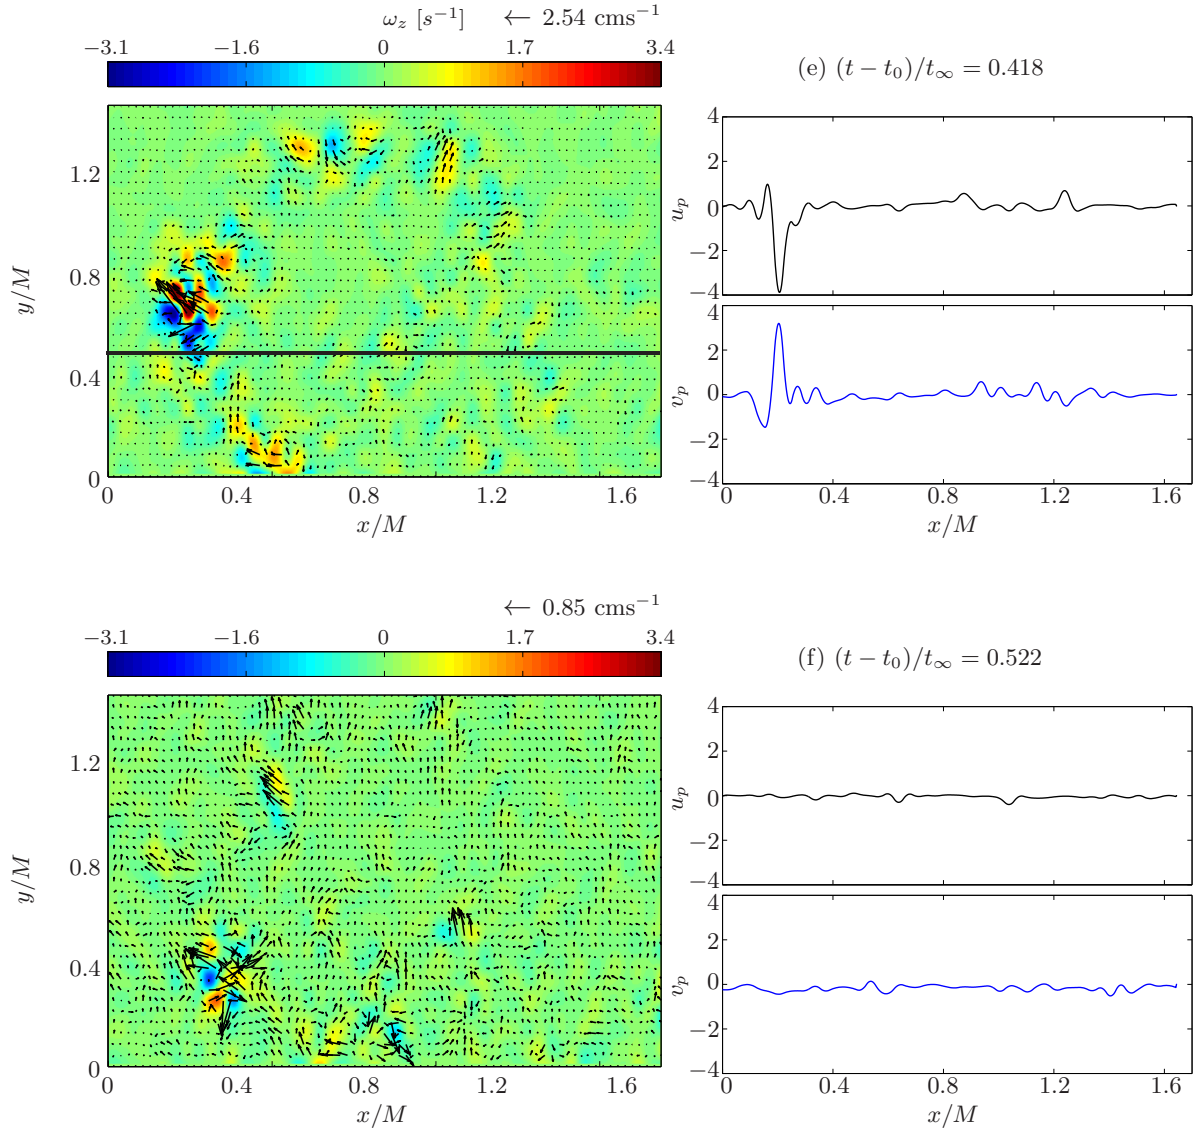 ω_z [s⁻¹] ← 2.54 cms⁻¹
−3.1 −1.6 0 1.7 3.4
(e) (t − t₀)/t∞ = 0.418
y/M
1.2
0.8
0.4
0
0 0.4 0.8 1.2 1.6
x/M
u_p
4
2
0
−2
−4
v_p
4
2
0
−2
−4
0 0.4 0.8 1.2 1.6
x/M
← 0.85 cms⁻¹
−3.1 −1.6 0 1.7 3.4
(f) (t − t₀)/t∞ = 0.522
y/M
1.2
0.8
0.4
0
0 0.4 0.8 1.2 1.6
x/M
u_p
4
2
0
−2
−4
v_p
4
2
0
−2
−4
0 0.4 0.8 1.2 1.6
x/M